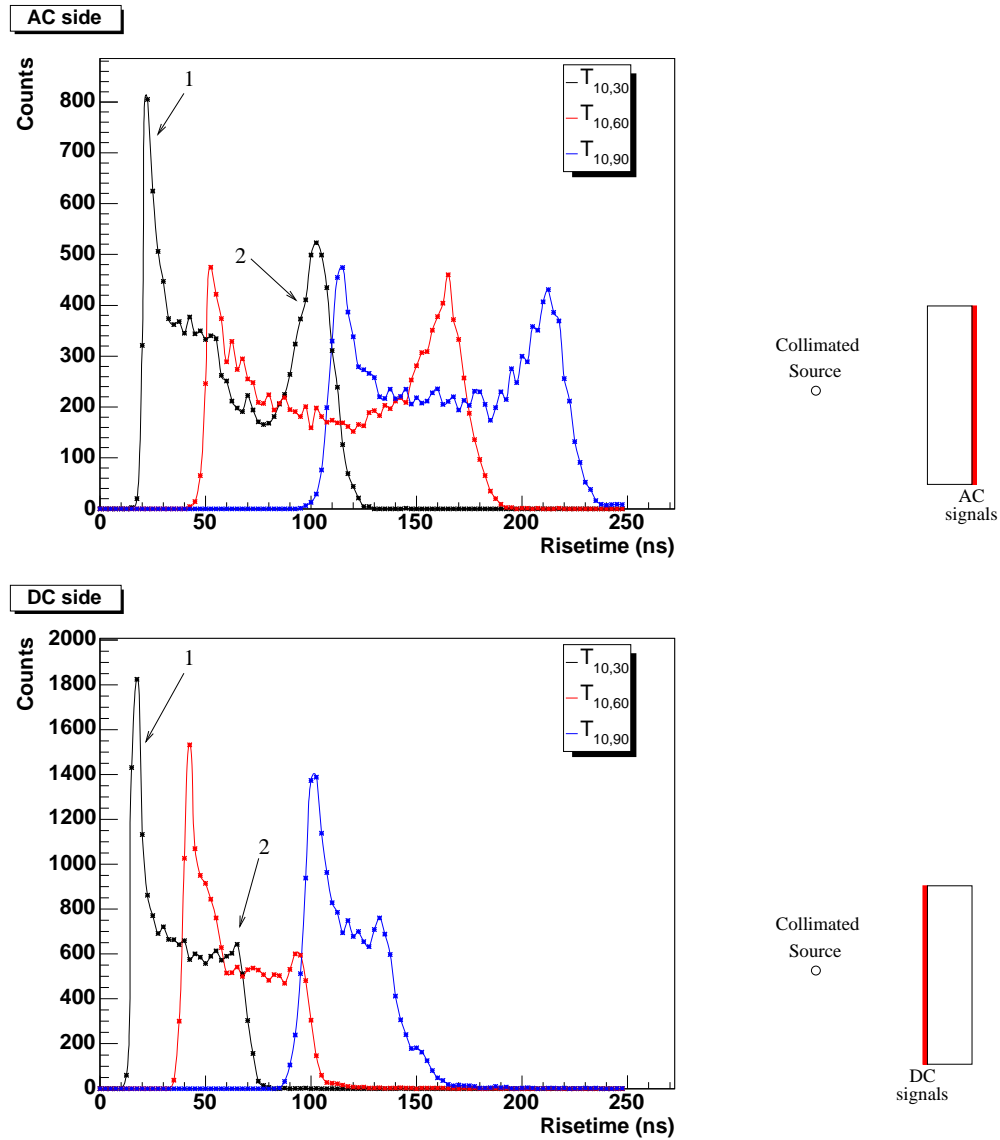 AC side
Counts
800
700
600
500
400
300
200
100
0
0 50 100 150 200 250
Risetime (ns)
1
2
T10,30
T10,60
T10,90
Collimated
Source
AC
signals
DC side
Counts
2000
1800
1600
1400
1200
1000
800
600
400
200
0
0 50 100 150 200 250
Risetime (ns)
1
2
T10,30
T10,60
T10,90
Collimated
Source
DC
signals